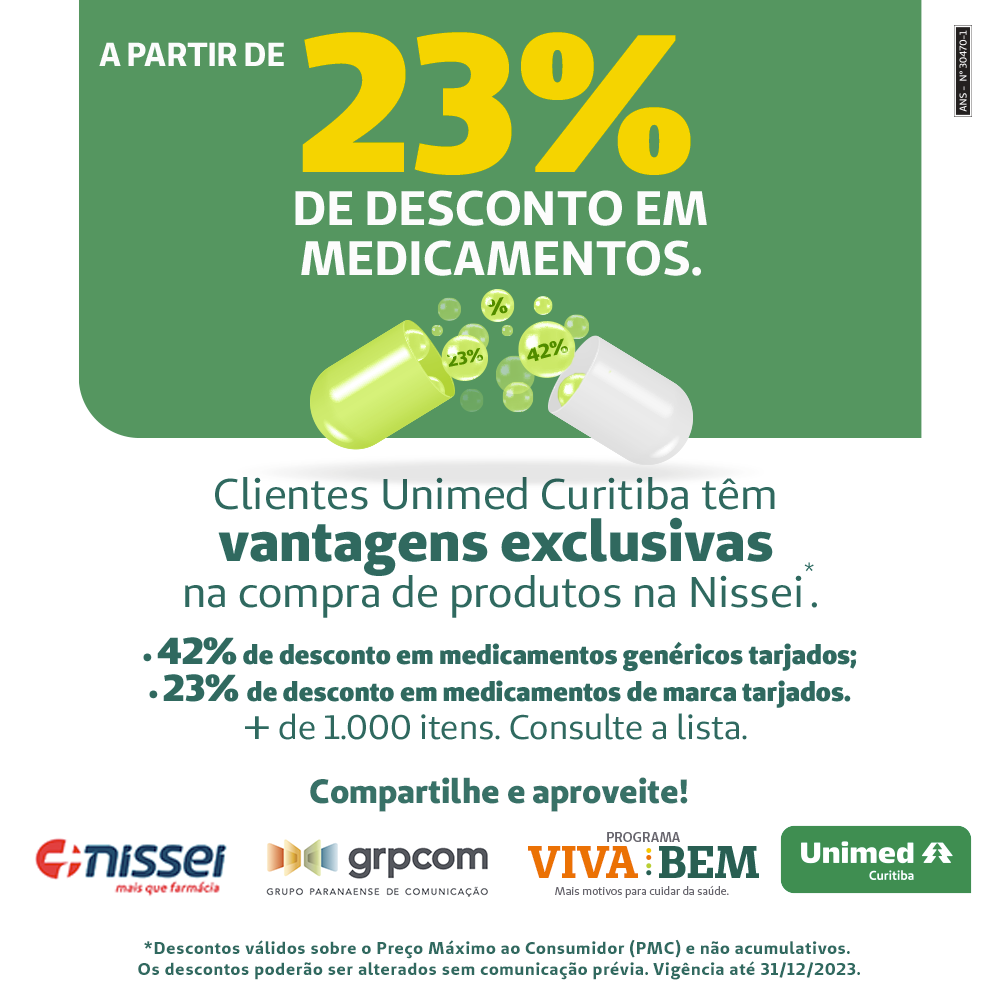 A PARTIR DE
23%
DE DESCONTO EM
MEDICAMENTOS.
ANS - Nº 30470-1
%
23%
42%
Clientes Unimed Curitiba têm
vantagens exclusivas
na compra de produtos na Nissei*.
• 42% de desconto em medicamentos genéricos tarjados;
• 23% de desconto em medicamentos de marca tarjados.
+ de 1.000 itens. Consulte a lista.
Compartilhe e aproveite!
nissei
mais que farmácia
grpcom
GRUPO PARANAENSE DE COMUNICAÇÃO
PROGRAMA
VIVA BEM
Mais motivos para cuidar da saúde.
Unimed
Curitiba
*Descontos válidos sobre o Preço Máximo ao Consumidor (PMC) e não acumulativos.
Os descontos poderão ser alterados sem comunicação prévia. Vigência até 31/12/2023.